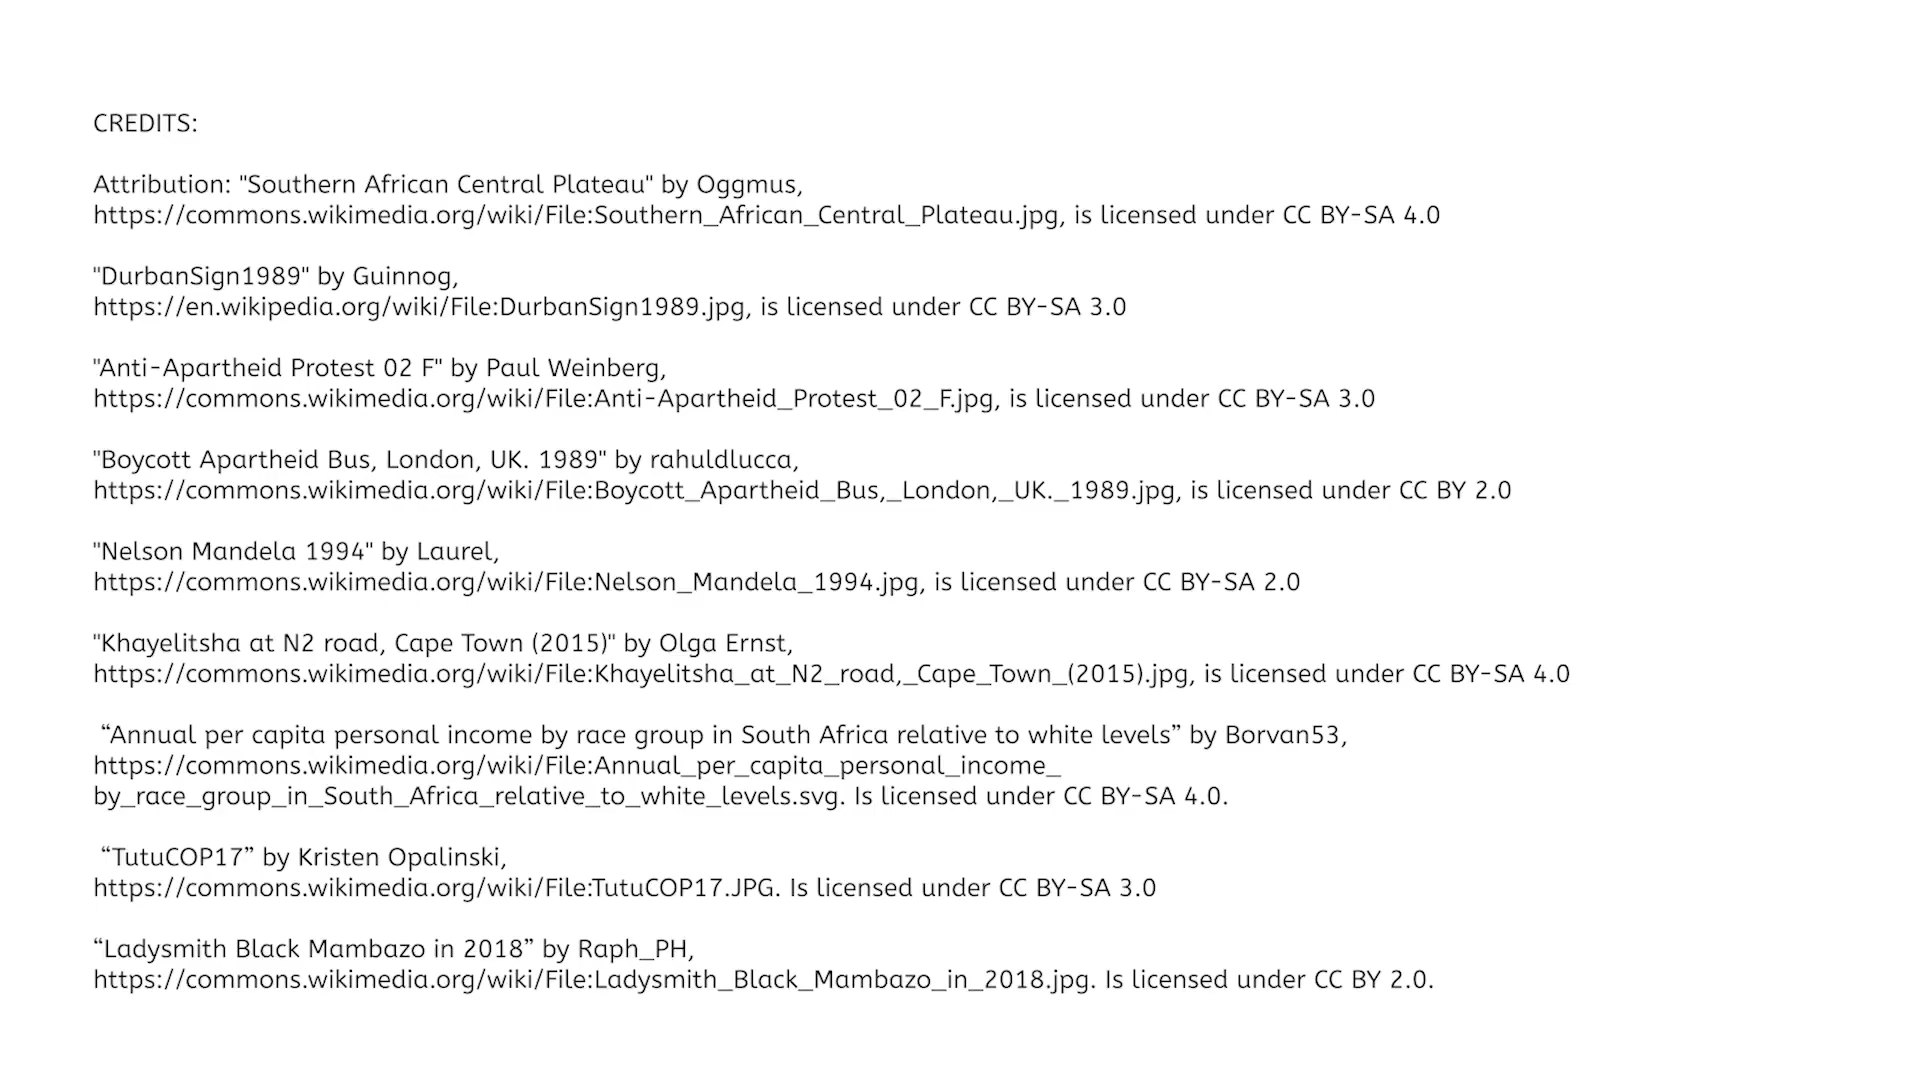 CREDITS:
Attribution: "Southern African Central Plateau" by Oggmus,
https://commons.wikimedia.org/wiki/File:Southern_African_Central_Plateau.jpg, is licensed under CC BY-SA 4.0
"DurbanSign1989" by Guinnog,
https://en.wikipedia.org/wiki/File:DurbanSign1989.jpg, is licensed under CC BY-SA 3.0
"Anti-Apartheid Protest 02 F" by Paul Weinberg,
https://commons.wikimedia.org/wiki/File:Anti-Apartheid_Protest_02_F.jpg, is licensed under CC BY-SA 3.0
"Boycott Apartheid Bus, London, UK. 1989" by rahuldlucca,
https://commons.wikimedia.org/wiki/File:Boycott_Apartheid_Bus,_London,_UK._1989.jpg, is licensed under CC BY 2.0
"Nelson Mandela 1994" by Laurel,
https://commons.wikimedia.org/wiki/File:Nelson_Mandela_1994.jpg, is licensed under CC BY-SA 2.0
"Khayelitsha at N2 road, Cape Town (2015)" by Olga Ernst,
https://commons.wikimedia.org/wiki/File:Khayelitsha_at_N2_road,_Cape_Town_(2015).jpg, is licensed under CC BY-SA 4.0
“Annual per capita personal income by race group in South Africa relative to white levels” by Borvan53,
https://commons.wikimedia.org/wiki/File:Annual_per_capita_personal_income_
by_race_group_in_South_Africa_relative_to_white_levels.svg. Is licensed under CC BY-SA 4.0.
“TutuCOP17” by Kristen Opalinski,
https://commons.wikimedia.org/wiki/File:TutuCOP17.JPG. Is licensed under CC BY-SA 3.0
“Ladysmith Black Mambazo in 2018” by Raph_PH,
https://commons.wikimedia.org/wiki/File:Ladysmith_Black_Mambazo_in_2018.jpg. Is licensed under CC BY 2.0.